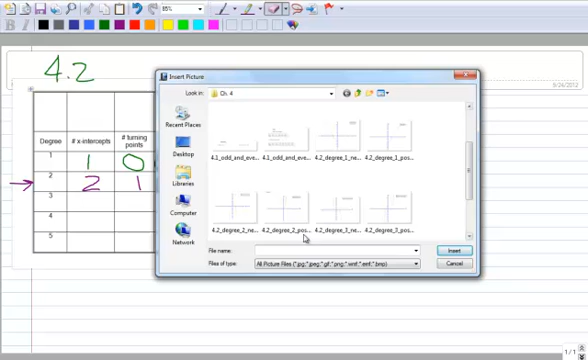 85%
9/24/2012
4.2
Insert Picture
Look in: Ch. 4
Recent Places
Desktop
Libraries
Computer
Network
4.1_odd_and_eve... 4.1_odd_and_eve... 4.2_degree_1_ne... 4.2_degree_1_pos...
4.2_degree_2_ne... 4.2_degree_2_pos... 4.2_degree_3_ne... 4.2_degree_3_pos...
File name: Insert
Files of type: All Picture Files (*.jpg;*.jpeg;*.gif;*.png;*.wmf;*.emf;*.bmp) Cancel
Degree # x-intercepts # turning points
1 1 0
2 2 1
3
4
5
1/1